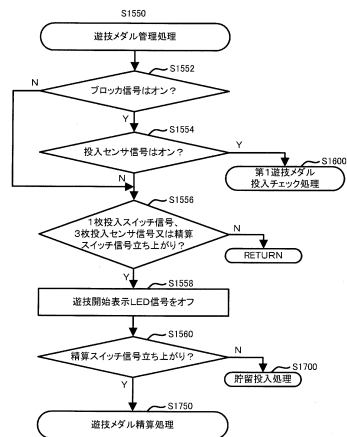 S1550
遊技メダル管理処理
S1552
N
ブロッカ信号はオン?
Y
S1554
投入センサ信号はオン?
Y
S1600
第1遊技メダル
投入チェック処理
N
S1556
1枚投入スイッチ信号、
3枚投入センサ信号又は精算
スイッチ信号立ち上がり?
N
RETURN
Y
S1558
遊技開始表示LED信号をオフ
S1560
精算スイッチ信号立ち上がり?
N
S1700
貯留投入処理
Y
S1750
遊技メダル精算処理